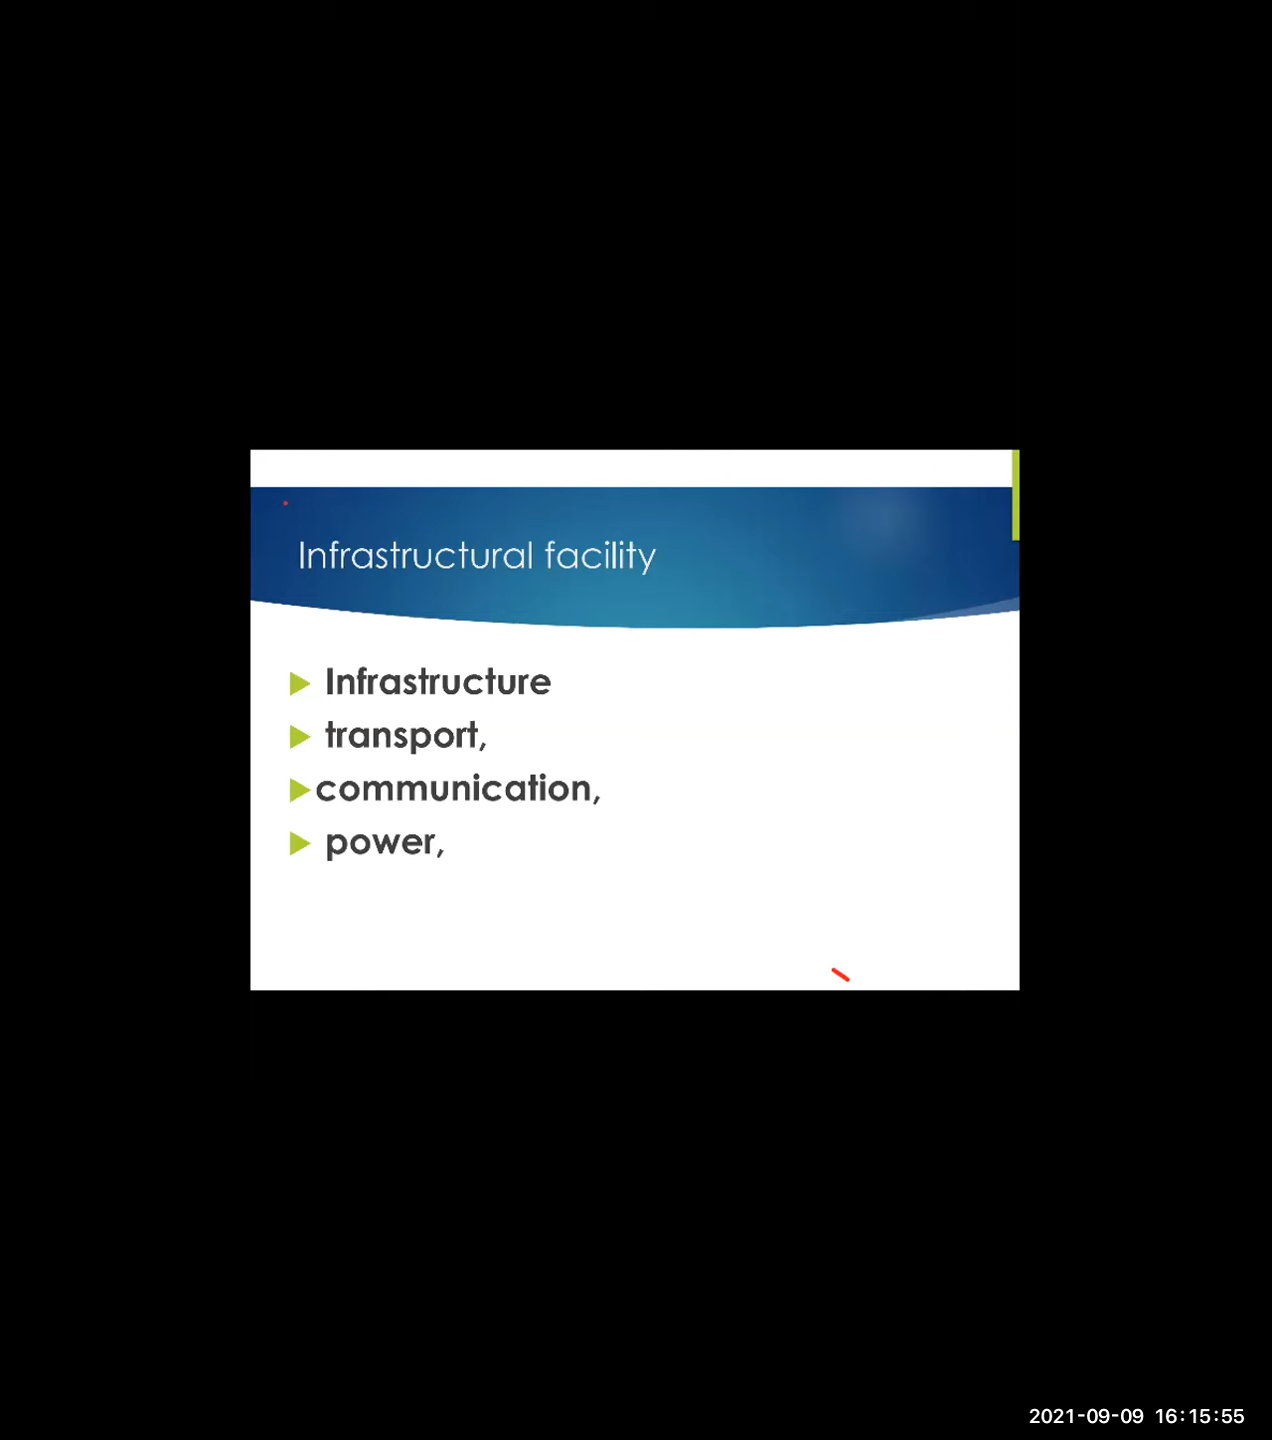 Infrastructural facility
Infrastructure
transport,
communication,
power,
2021-09-09 16:15:55